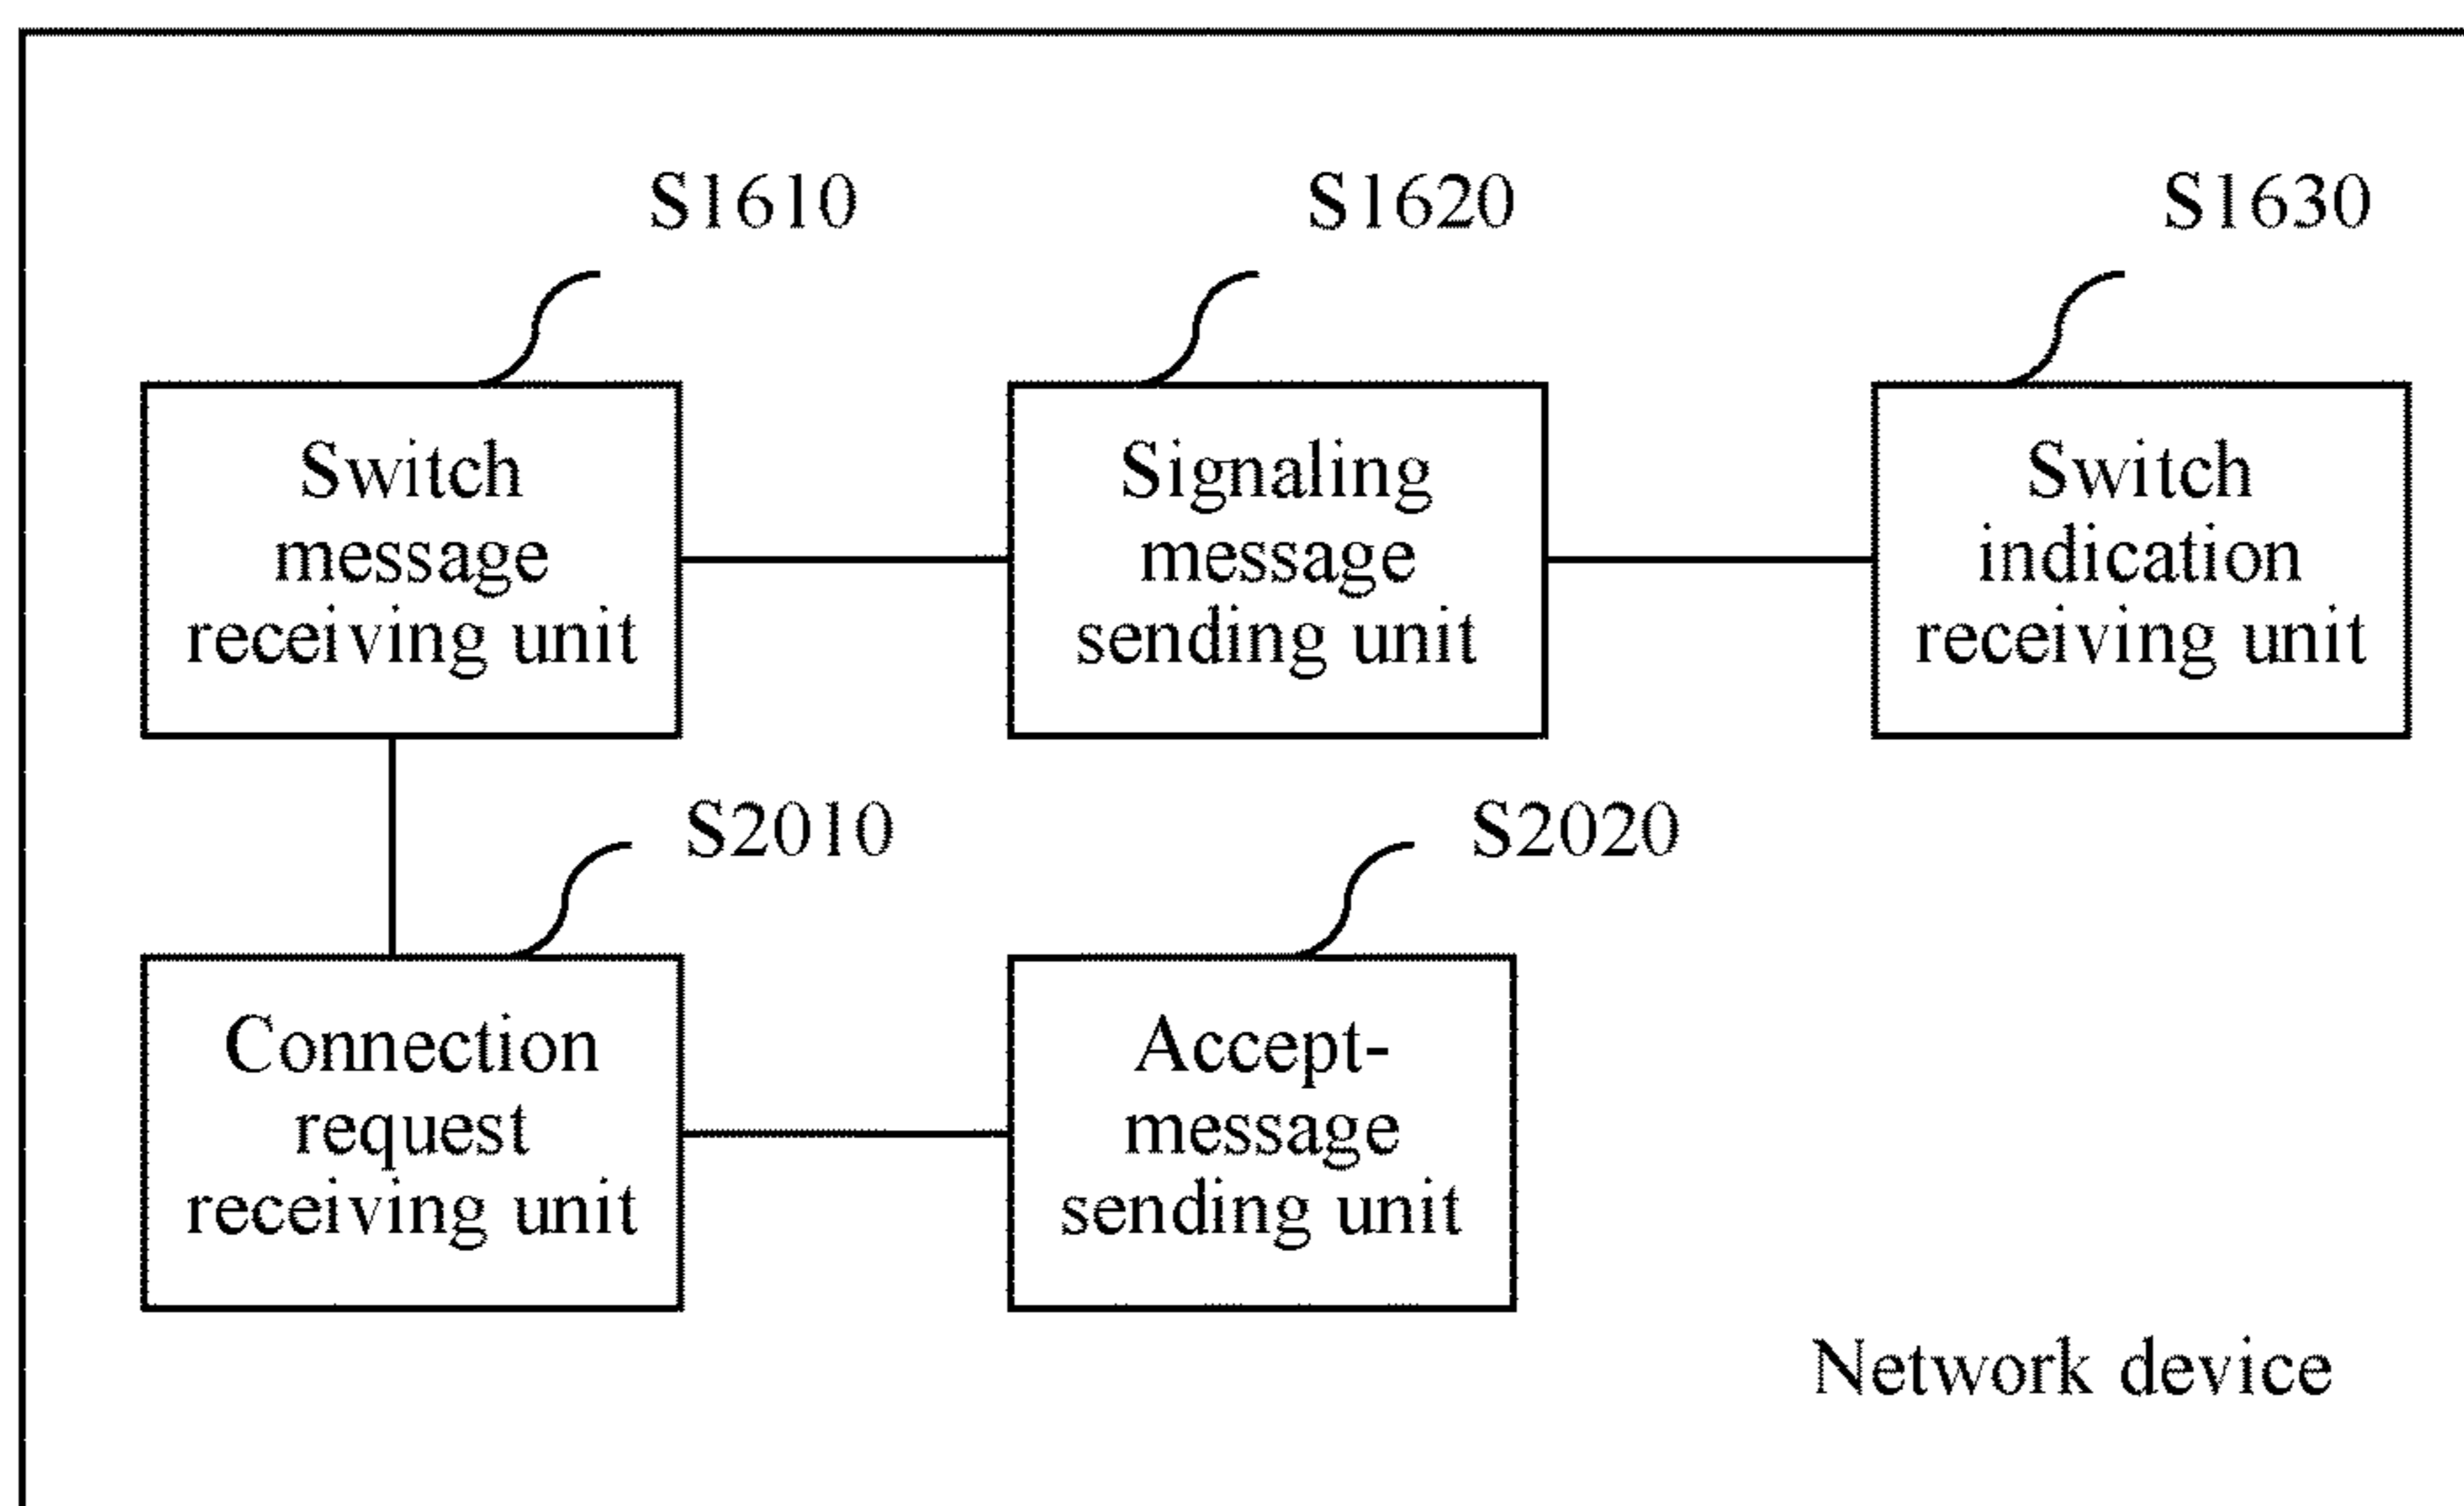 S1610
S1620
S1630
Switch
message
receiving unit
Signaling
message
sending unit
Switch
indication
receiving unit
S2010
S2020
Connection
request
receiving unit
Accept-
message
sending unit
Network device